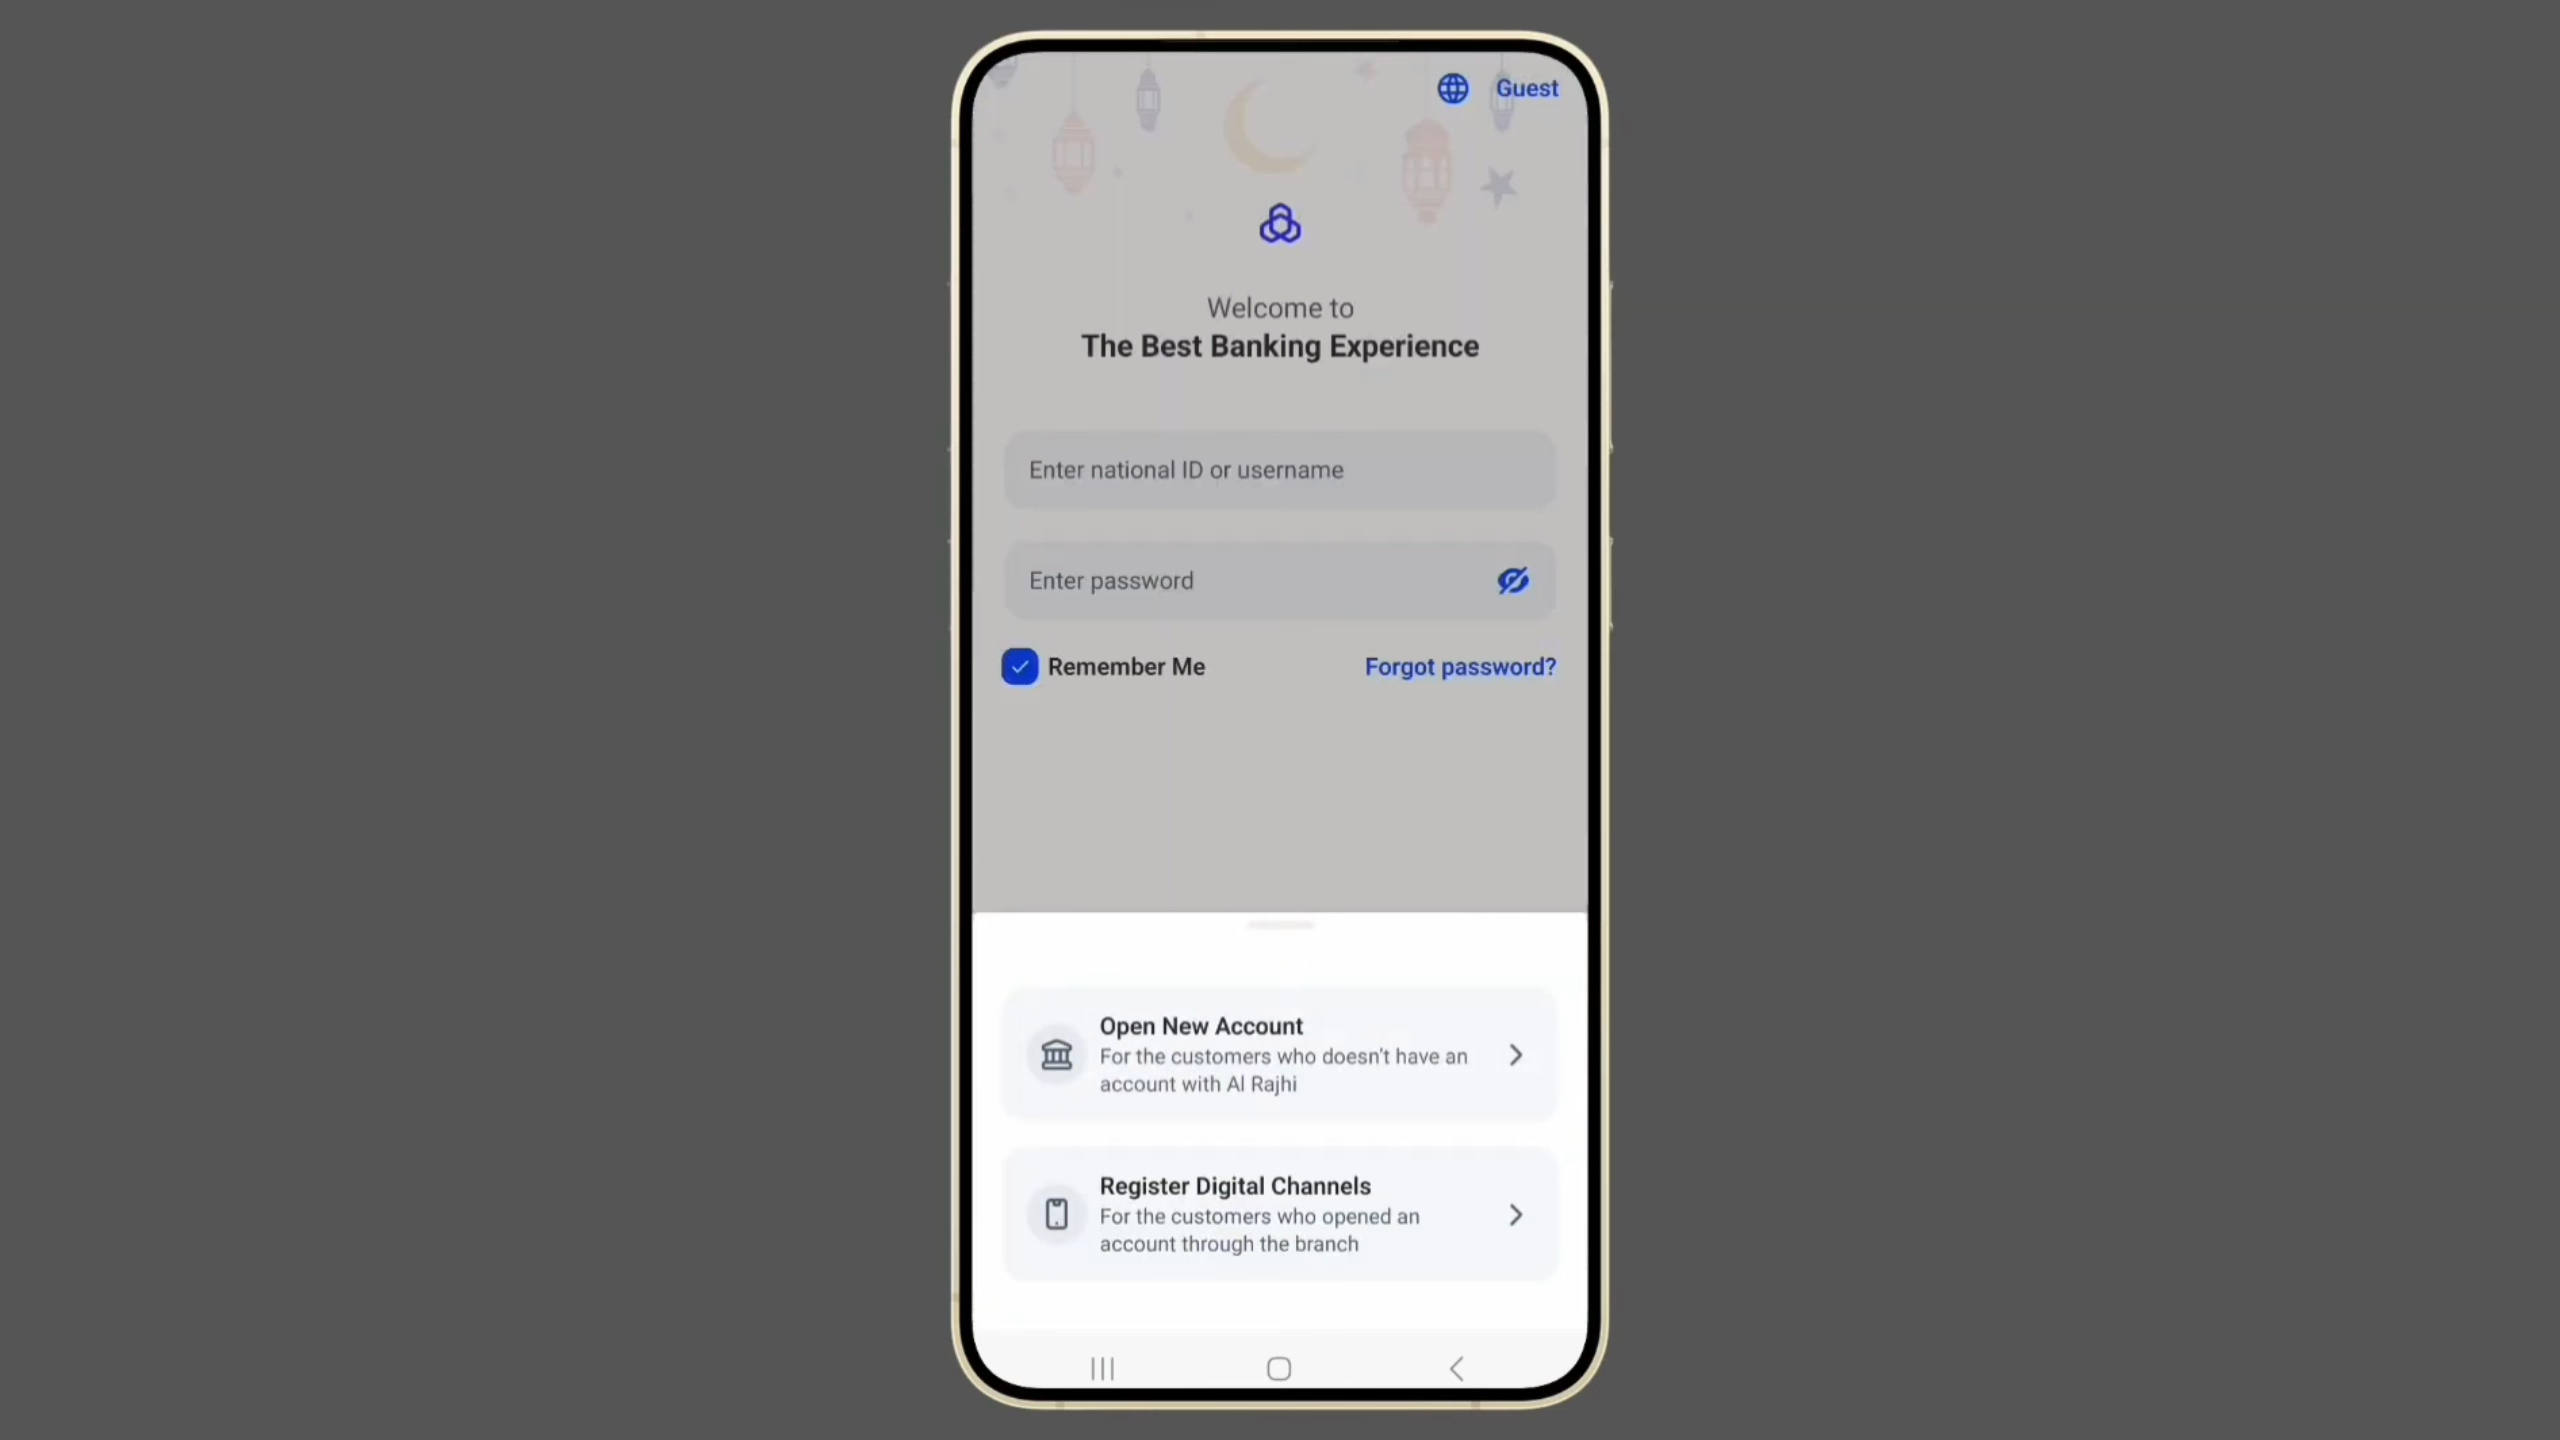 Guest
Welcome to
The Best Banking Experience
Enter national ID or username
Enter password
Remember Me
Forgot password?
Open New Account
For the customers who doesn't have an
account with Al Rajhi
Register Digital Channels
For the customers who opened an
account through the branch